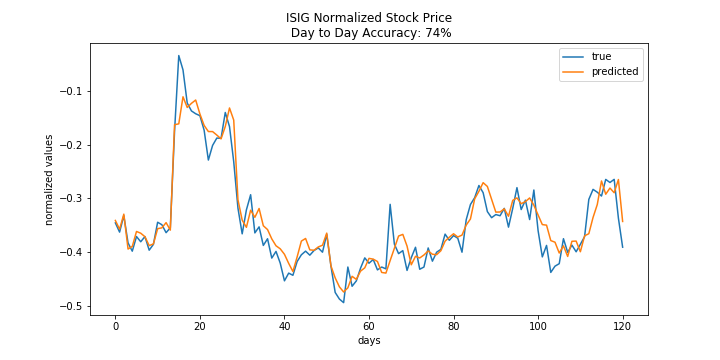 ISIG Normalized Stock Price
Day to Day Accuracy: 74%
true
predicted
normalized values
−0.1
−0.2
−0.3
−0.4
−0.5
0
20
40
60
80
100
120
days